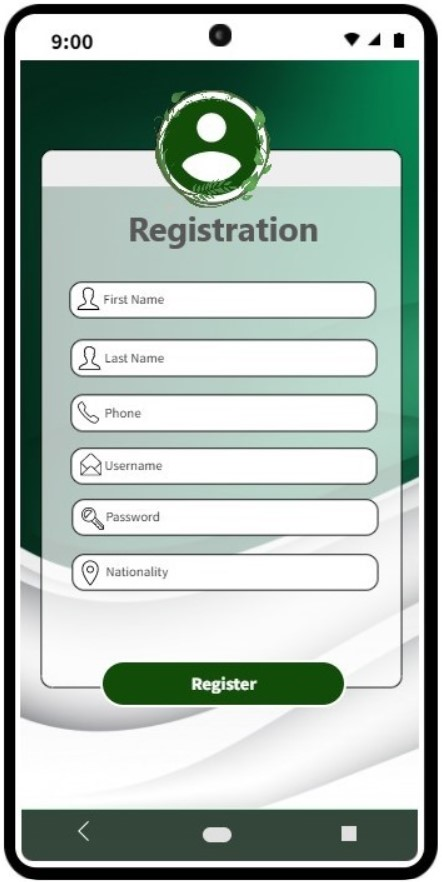 9:00
Registration
First Name
Last Name
Phone
Username
Password
Nationality
Register